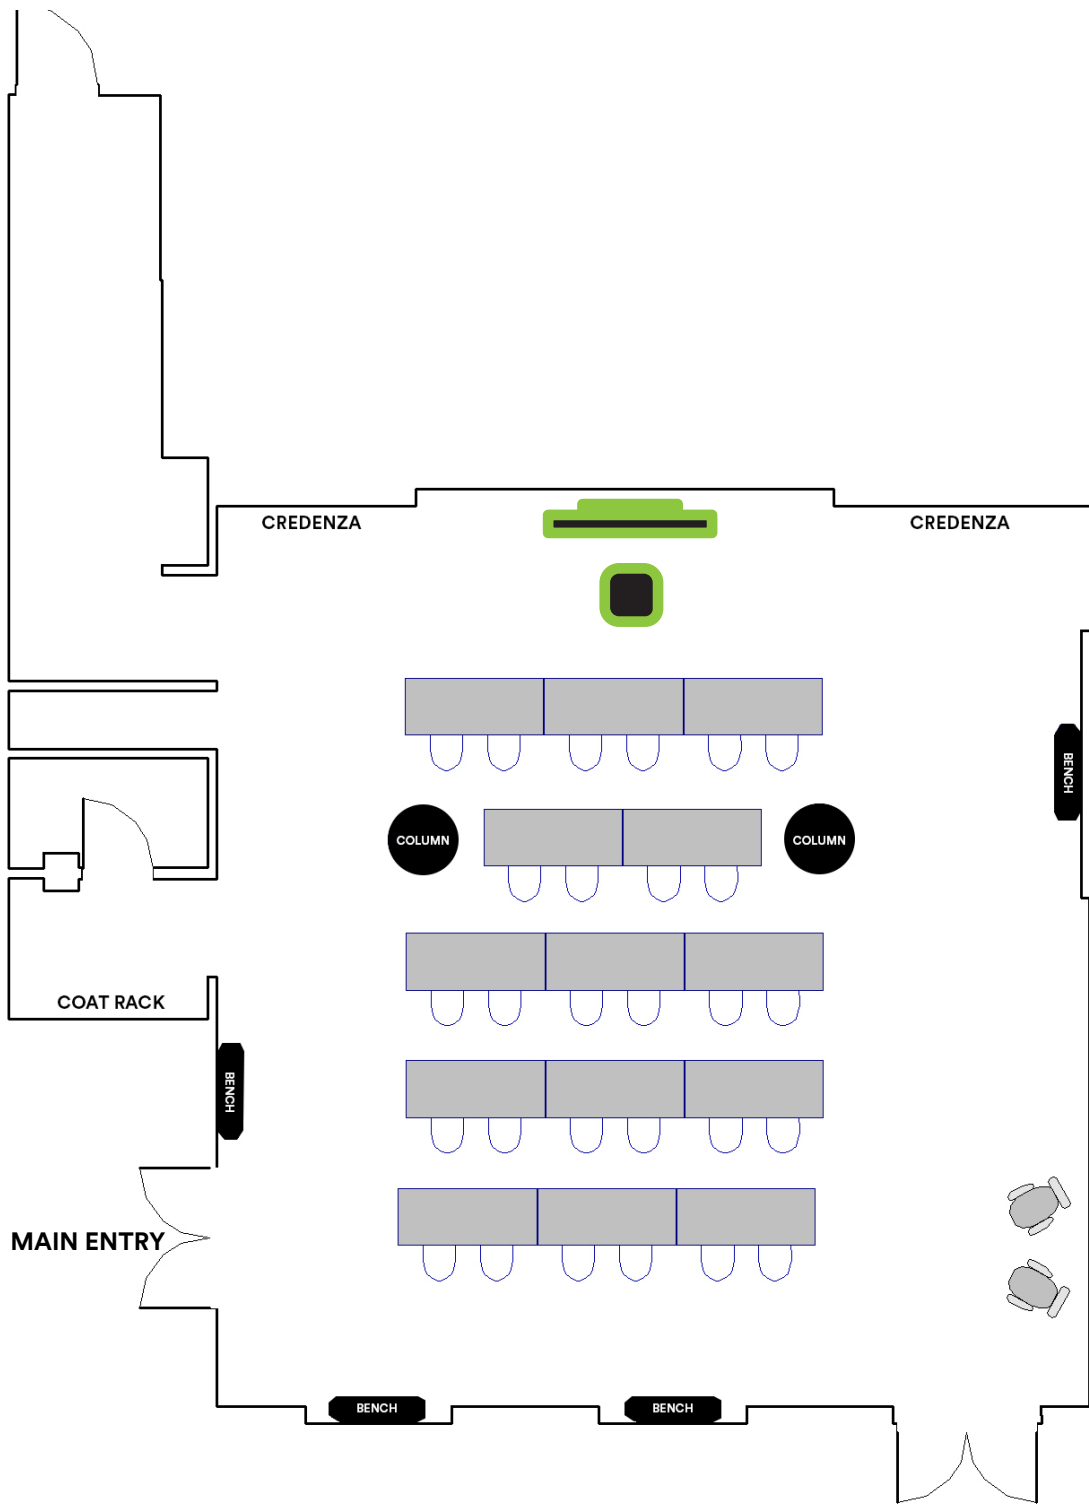 CREDENZA
CREDENZA
BENCH
COLUMN
COLUMN
COAT RACK
BENCH
MAIN ENTRY
BENCH
BENCH